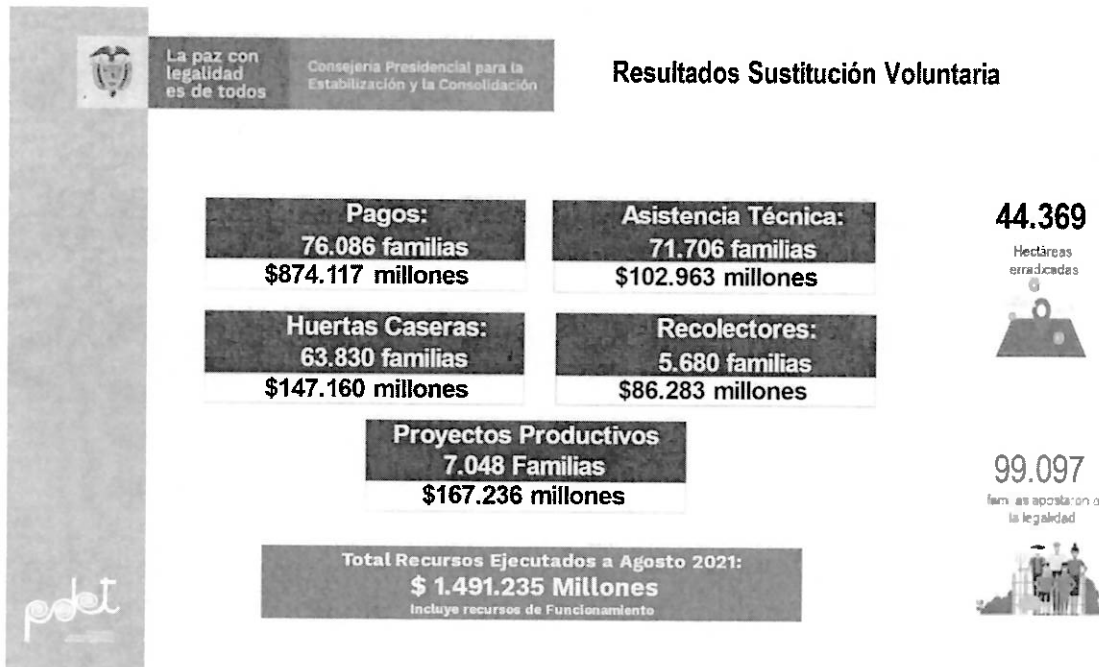 La paz con
legalidad
es de todos
Consejería Presidencial para la
Estabilización y la Consolidación
Resultados Sustitución Voluntaria
Pagos:
76.086 familias
$874.117 millones
Asistencia Técnica:
71.706 familias
$102.963 millones
44.369
Hectáreas
erradicadas
Huertas Caseras:
63.830 familias
$147.160 millones
Recolectores:
5.680 familias
$86.283 millones
Proyectos Productivos
7.048 Familias
$167.236 millones
99.097
familias apostaron a
la legalidad
Total Recursos Ejecutados a Agosto 2021:
$ 1.491.235 Millones
Incluye recursos de Funcionamiento
pdet